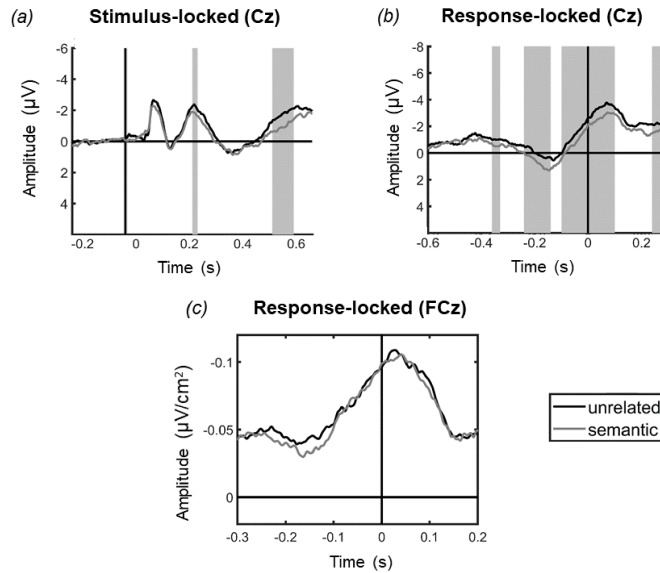 (a) Stimulus-locked (Cz)
-6
-4
-2
0
2
4
Amplitude (µV)
-0.2 0 0.2 0.4 0.6
Time (s)
(b) Response-locked (Cz)
-8
-6
-4
-2
0
2
4
Amplitude (µV)
-0.6 -0.4 -0.2 0 0.2
Time (s)
(c) Response-locked (FCz)
-0.1
-0.05
0
Amplitude (µV/cm²)
-0.3 -0.2 -0.1 0 0.1 0.2
Time (s)
unrelated
semantic